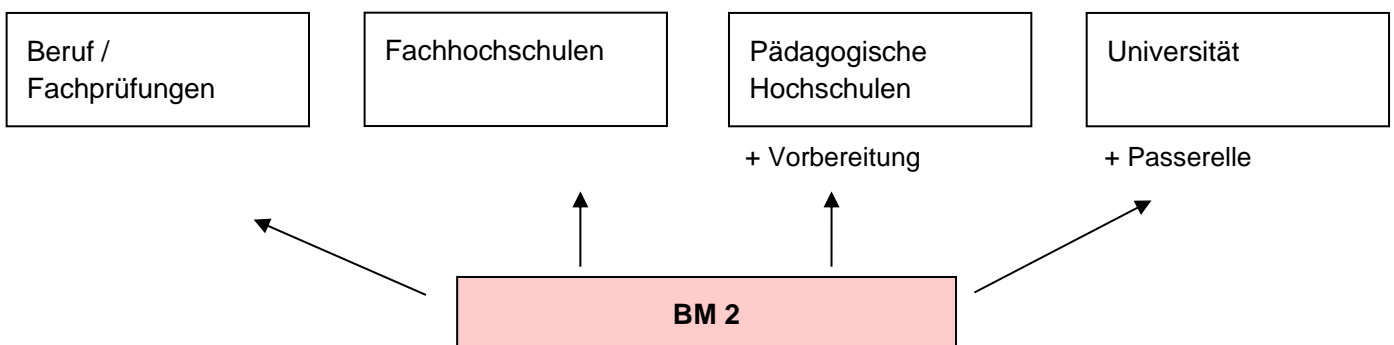 Beruf /
Fachprüfungen
Fachhochschulen
Pädagogische
Hochschulen
Universität
+ Vorbereitung
+ Passerelle
BM 2